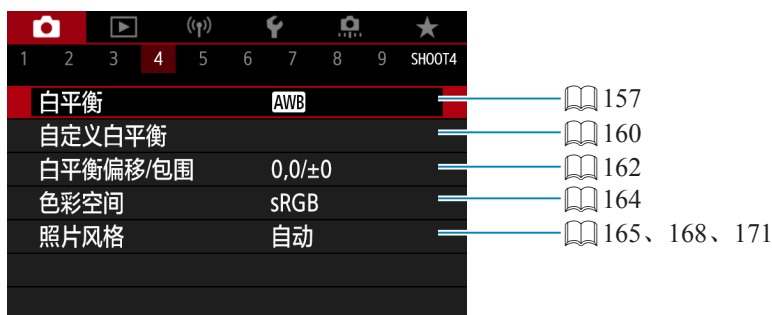 1 2 3 4 5 6 7 8 9 SHOOT4
白平衡 AWB 157
自定义白平衡 160
白平衡偏移/包围 0,0/±0 162
色彩空间 sRGB 164
照片风格 自动 165、168、171